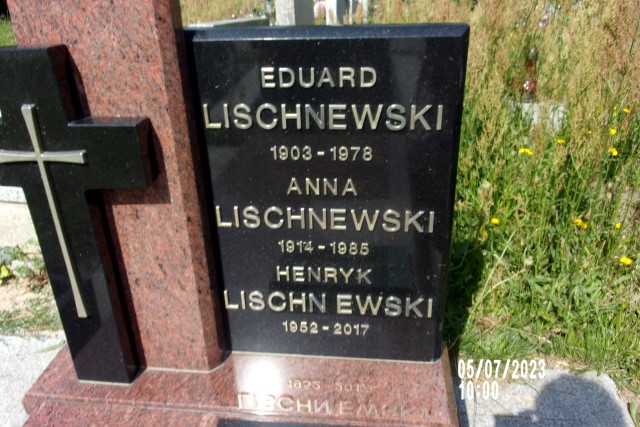 EDUARD
LISCHNEWSKI
1903 - 1978
ANNA
LISCHNEWSKI
1914 - 1985
HENRYK
LISCHN EWSKI
1952 - 2017
05/07/2023
10:00